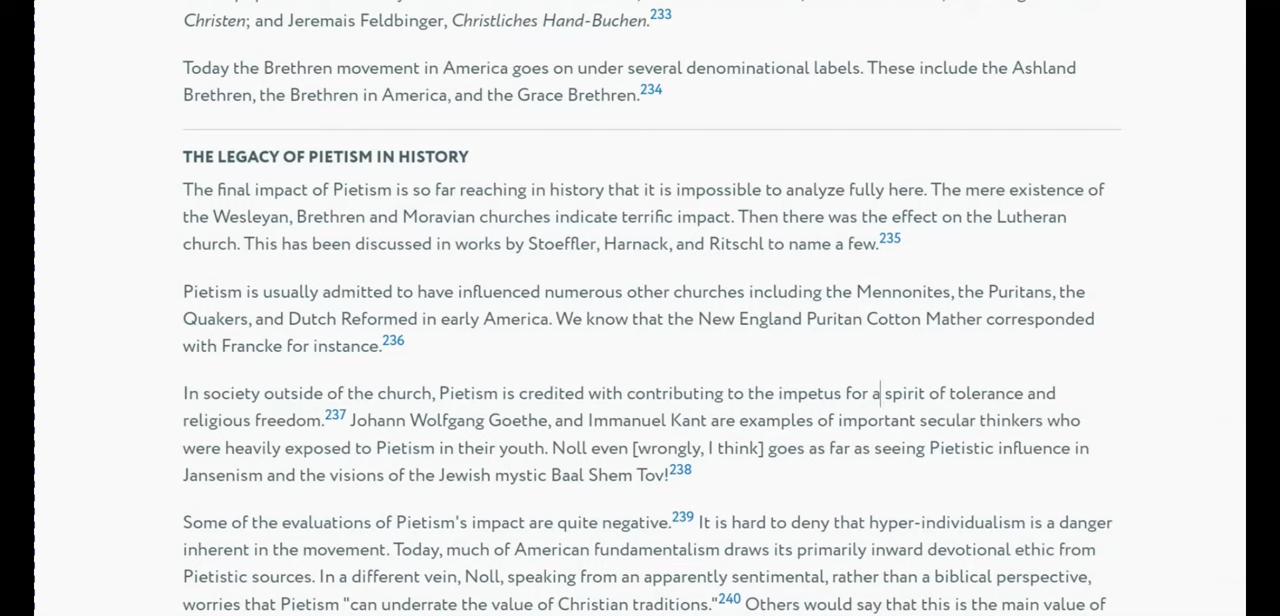 Christen; and Jeremais Feldbinger, Christliches Hand-Buchen.233
Today the Brethren movement in America goes on under several denominational labels. These include the Ashland
Brethren, the Brethren in America, and the Grace Brethren.234
THE LEGACY OF PIETISM IN HISTORY
The final impact of Pietism is so far reaching in history that it is impossible to analyze fully here. The mere existence of
the Wesleyan, Brethren and Moravian churches indicate terrific impact. Then there was the effect on the Lutheran
church. This has been discussed in works by Stoeffler, Harnack, and Ritschl to name a few.235
Pietism is usually admitted to have influenced numerous other churches including the Mennonites, the Puritans, the
Quakers, and Dutch Reformed in early America. We know that the New England Puritan Cotton Mather corresponded
with Francke for instance.236
In society outside of the church, Pietism is credited with contributing to the impetus for a spirit of tolerance and
religious freedom.237 Johann Wolfgang Goethe, and Immanuel Kant are examples of important secular thinkers who
were heavily exposed to Pietism in their youth. Noll even [wrongly, I think] goes as far as seeing Pietistic influence in
Jansenism and the visions of the Jewish mystic Baal Shem Tov!238
Some of the evaluations of Pietism's impact are quite negative.239 It is hard to deny that hyper-individualism is a danger
inherent in the movement. Today, much of American fundamentalism draws its primarily inward devotional ethic from
Pietistic sources. In a different vein, Noll, speaking from an apparently sentimental, rather than a biblical perspective,
worries that Pietism "can underrate the value of Christian traditions."240 Others would say that this is the main value of